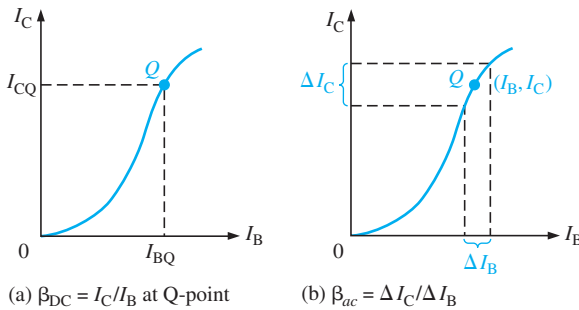 I_C
Q
I_CQ
0
I_BQ
I_B
(a) β_DC = I_C/I_B at Q-point
I_C
Q
ΔI_C
(I_B, I_C)
0
I_B
ΔI_B
(b) β_ac = ΔI_C/ΔI_B